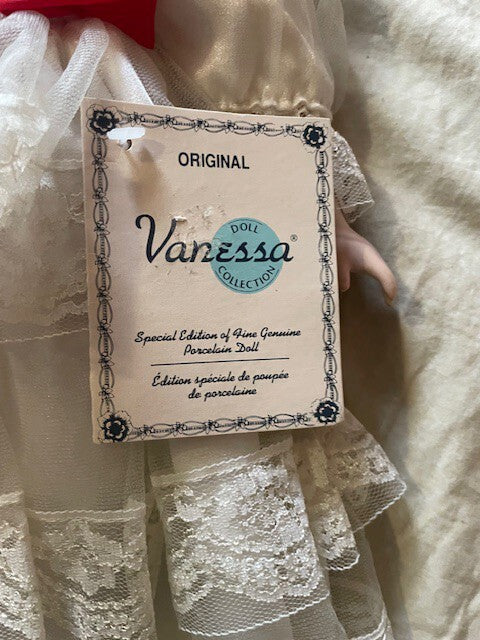 ORIGINAL
Vanessa®
DOLL
COLLECTION
Special Edition of Fine Genuine
Porcelain Doll
Édition spéciale de poupée
de porcelaine